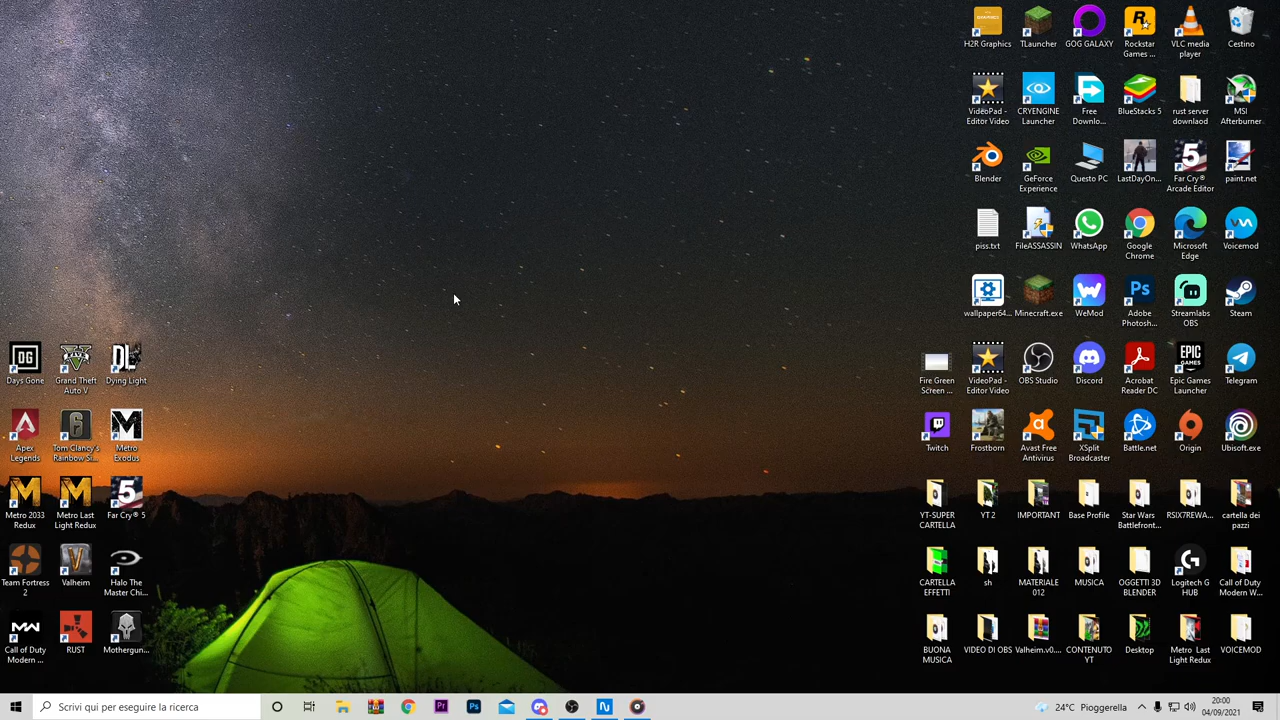 H2R Graphics
TLauncher
GOG GALAXY
Rockstar
Games ...
VLC media
player
Cestino
VideoPad -
Editor Video
CRYENGINE
Launcher
Free
Downlo...
BlueStacks 5
rust server
downlaod
MSI
Afterburner
Blender
GeForce
Experience
Questo PC
LastDayOn...
Far Cry® 5
Arcade Editor
paint.net
piss.txt
FileASSASSIN
WhatsApp
Google
Chrome
Microsoft
Edge
Voicemod
wallpaper64...
Minecraft.exe
WeMod
Adobe
Photosh...
Streamlabs
OBS
Steam
Days Gone
Grand Theft
Auto V
Dying Light
Fire Green
Screen ...
VideoPad -
Editor Video
OBS Studio
Discord
Acrobat
Reader DC
Epic Games
Launcher
Telegram
Apex
Legends
Tom Clancy's
Rainbow Si...
Metro
Exodus
Twitch
Frostborn
Avast Free
Antivirus
XSplit
Broadcaster
Battle.net
Origin
Ubisoft.exe
Metro 2033
Redux
Metro Last
Light Redux
Far Cry® 5
YT-SUPER
CARTELLA
YT 2
IMPORTANT
Base Profile
Star Wars
Battlefront...
RSIX7REWA...
cartella dei
pazzi
Team Fortress
2
Valheim
Halo The
Master Chi...
CARTELLA
EFFETTI
sh
MATERIALE
012
MUSICA
OGGETTI 3D
BLENDER
Logitech G
HUB
Call of Duty
Modern W...
Call of Duty
Modern ...
RUST
Mothergun...
BUONA
MUSICA
VIDEO DI OBS
Valheim.v0....
CONTENUTO
YT
Desktop
Metro Last
Light Redux
VOICEMOD
Scrivi qui per eseguire la ricerca
24°C Pioggerella
20:00
04/09/2021